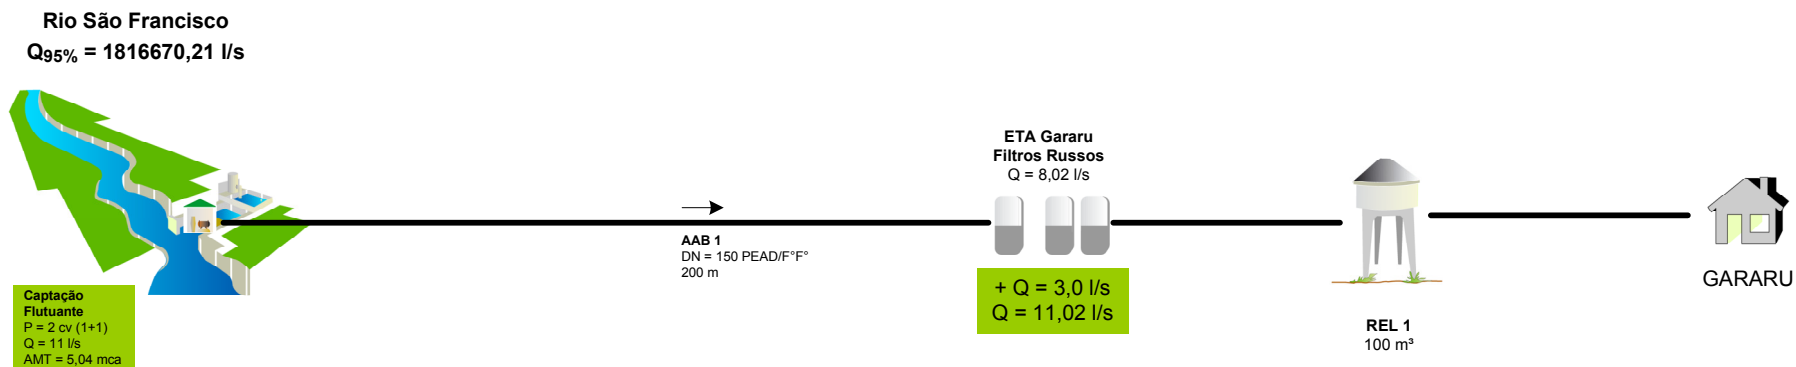 Rio São Francisco
Q95% = 1816670,21 l/s
Captação
Flutuante
P = 2 cv (1+1)
Q = 11 l/s
AMT = 5,04 mca
AAB 1
DN = 150 PEAD/F°F°
200 m
ETA Gararu
Filtros Russos
Q = 8,02 l/s
+ Q = 3,0 l/s
Q = 11,02 l/s
REL 1
100 m³
GARARU